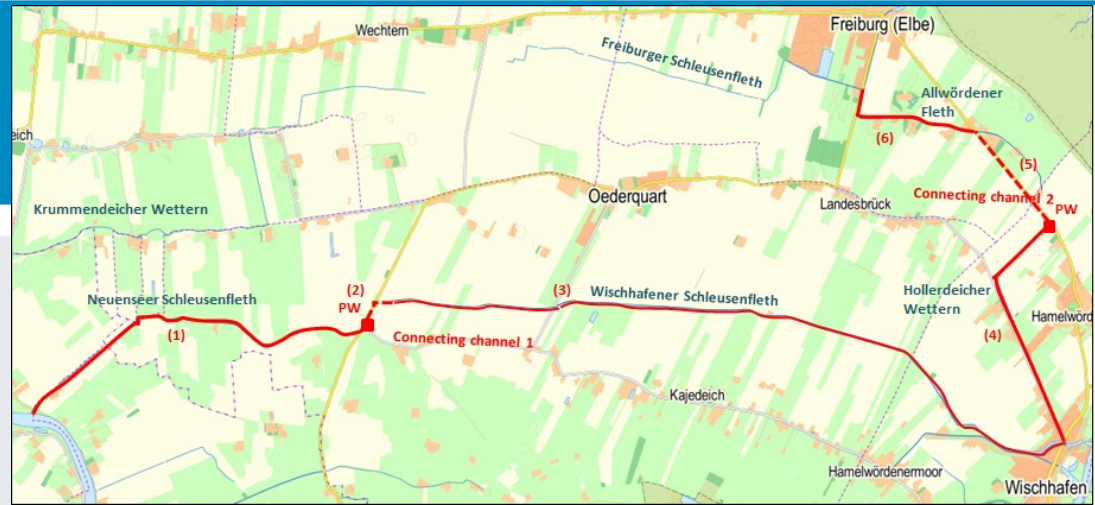 Wechtern
Freiburg (Elbe)
Freiburger Schleusenfleth
Allwördener
Fleth
(6)
eich
(5)
Connecting channel 2
PW
Oederquart
Landesbrück
Krummendeicher Wettern
(2)
PW
(3)
Neuenseer Schleusenfleth
Wischhafener Schleusenfleth
Hollerdeicher
Wettern
Hamelwörd
(1)
Connecting channel 1
(4)
Kajedeich
Hamelwördenermoor
Wischhafen